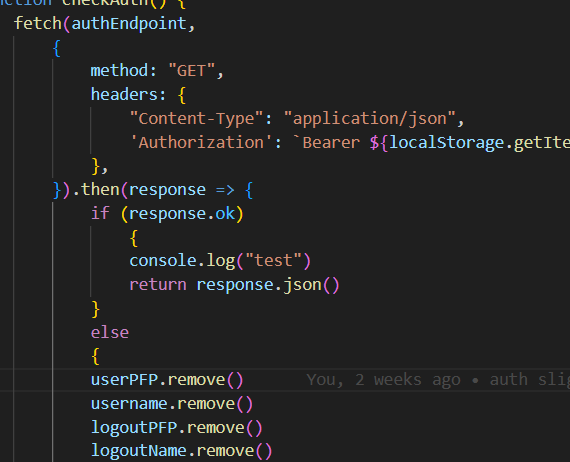 checkAuth() {
fetch(authEndpoint,
{
method: "GET",
headers: {
"Content-Type": "application/json",
'Authorization': `Bearer ${localStorage.getIte
},
}).then(response => {
if (response.ok)
{
console.log("test")
return response.json()
}
else
{
userPFP.remove() You, 2 weeks ago • auth slig
username.remove()
logoutPFP.remove()
logoutName.remove()